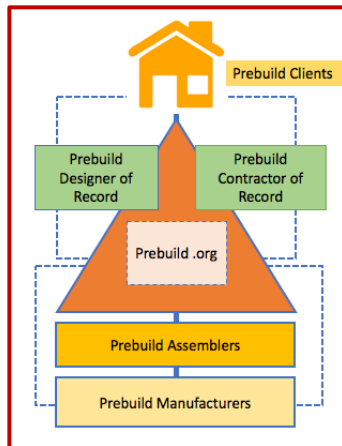 Prebuild Clients
Prebuild
Designer of
Record
Prebuild
Contractor of
Record
Prebuild .org
Prebuild Assemblers
Prebuild Manufacturers